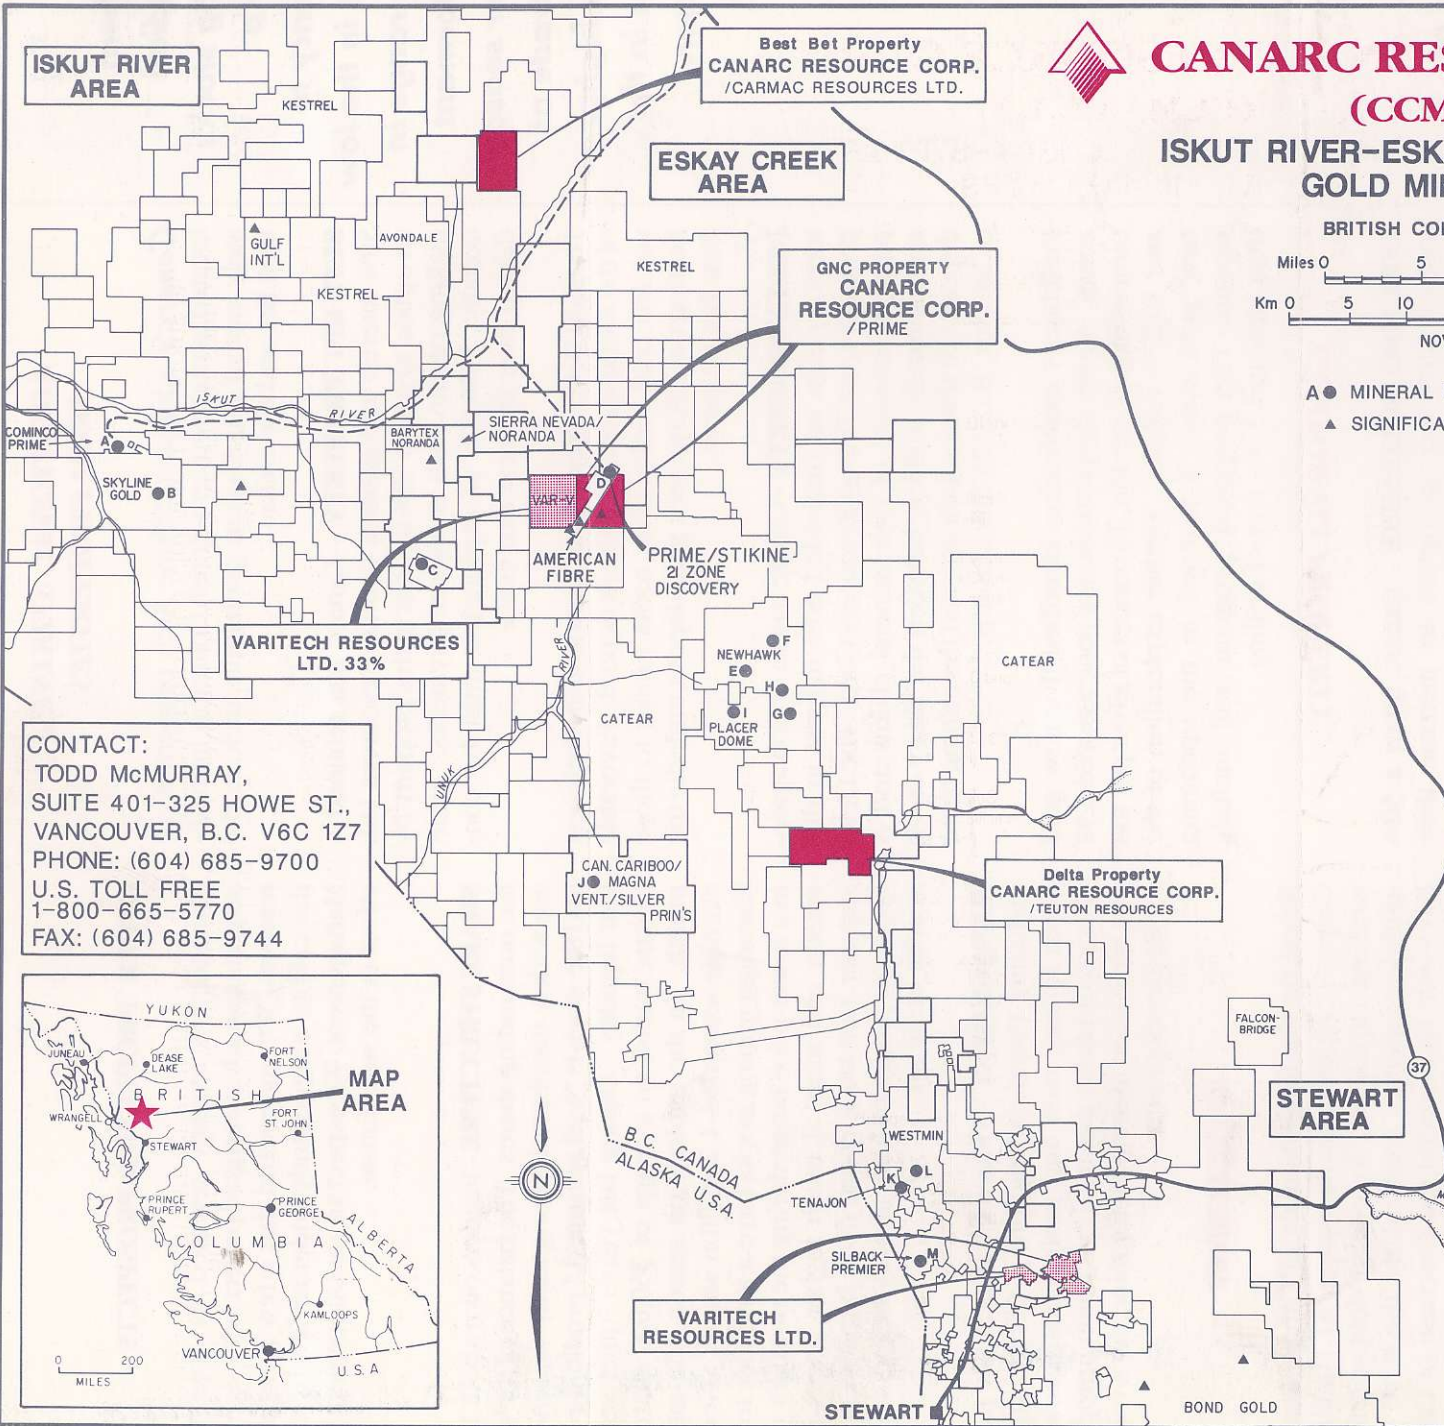 ISKUT RIVER
AREA
KESTREL
Best Bet Property
CANARC RESOURCE CORP.
/CARMAC RESOURCES LTD.
CANARC RES
(CCM
ISKUT RIVER-ESK
GOLD MI
BRITISH CO
Miles 0 5
Km 0 5 10
NO
A MINERAL
SIGNIFICA
ESKAY CREEK
AREA
GULF
INT'L
AVONDALE
KESTREL
KESTREL
GNC PROPERTY
CANARC
RESOURCE CORP.
/PRIME
ISKUT RIVER
COMINCO
PRIME
A
SKYLINE
GOLD
B
BARYTEX
NORANDA
SIERRA NEVADA/
NORANDA
VAR-V
D
C
AMERICAN
FIBRE
PRIME/STIKINE
21 ZONE
DISCOVERY
VARITECH RESOURCES
LTD. 33%
RIVER
UNUK
NEWHAWK
F
E
H
I
G
PLACER
DOME
CATEAR
CATEAR
CONTACT:
TODD McMURRAY,
SUITE 401-325 HOWE ST.,
VANCOUVER, B.C. V6C 1Z7
PHONE: (604) 685-9700
U.S. TOLL FREE
1-800-665-5770
FAX: (604) 685-9744
CAN. CARIBOO/
J MAGNA
VENT./SILVER
PRIN'S
Delta Property
CANARC RESOURCE CORP.
/TEUTON RESOURCES
FALCON-
BRIDGE
37
STEWART
AREA
YUKON
JUNEAU
DEASE
LAKE
FORT
NELSON
BRITISH
MAP
AREA
WRANGELL
FORT
ST. JOHN
STEWART
PRINCE
RUPERT
PRINCE
GEORGE
COLUMBIA
ALBERTA
KAMLOOPS
VANCOUVER
U.S.A
0 200
MILES
N
B.C. CANADA
ALASKA U.S.A.
WESTMIN
L
K
TENAJON
SILBACK
PREMIER
M
VARITECH
RESOURCES LTD.
STEWART
BOND GOLD